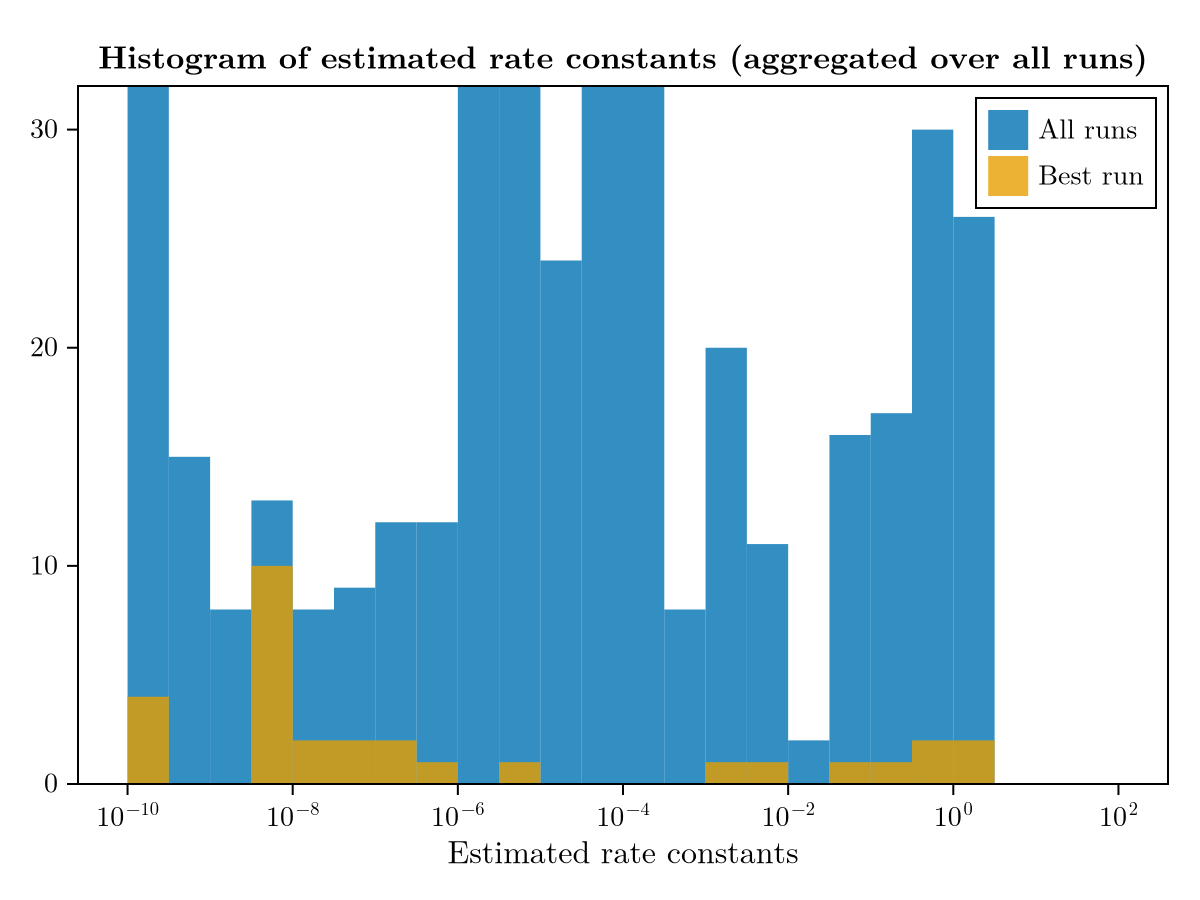 Histogram of estimated rate constants (aggregated over all runs)
All runs
Best run
30
20
10
0
10⁻¹⁰ 10⁻⁸ 10⁻⁶ 10⁻⁴ 10⁻² 10⁰ 10²
Estimated rate constants